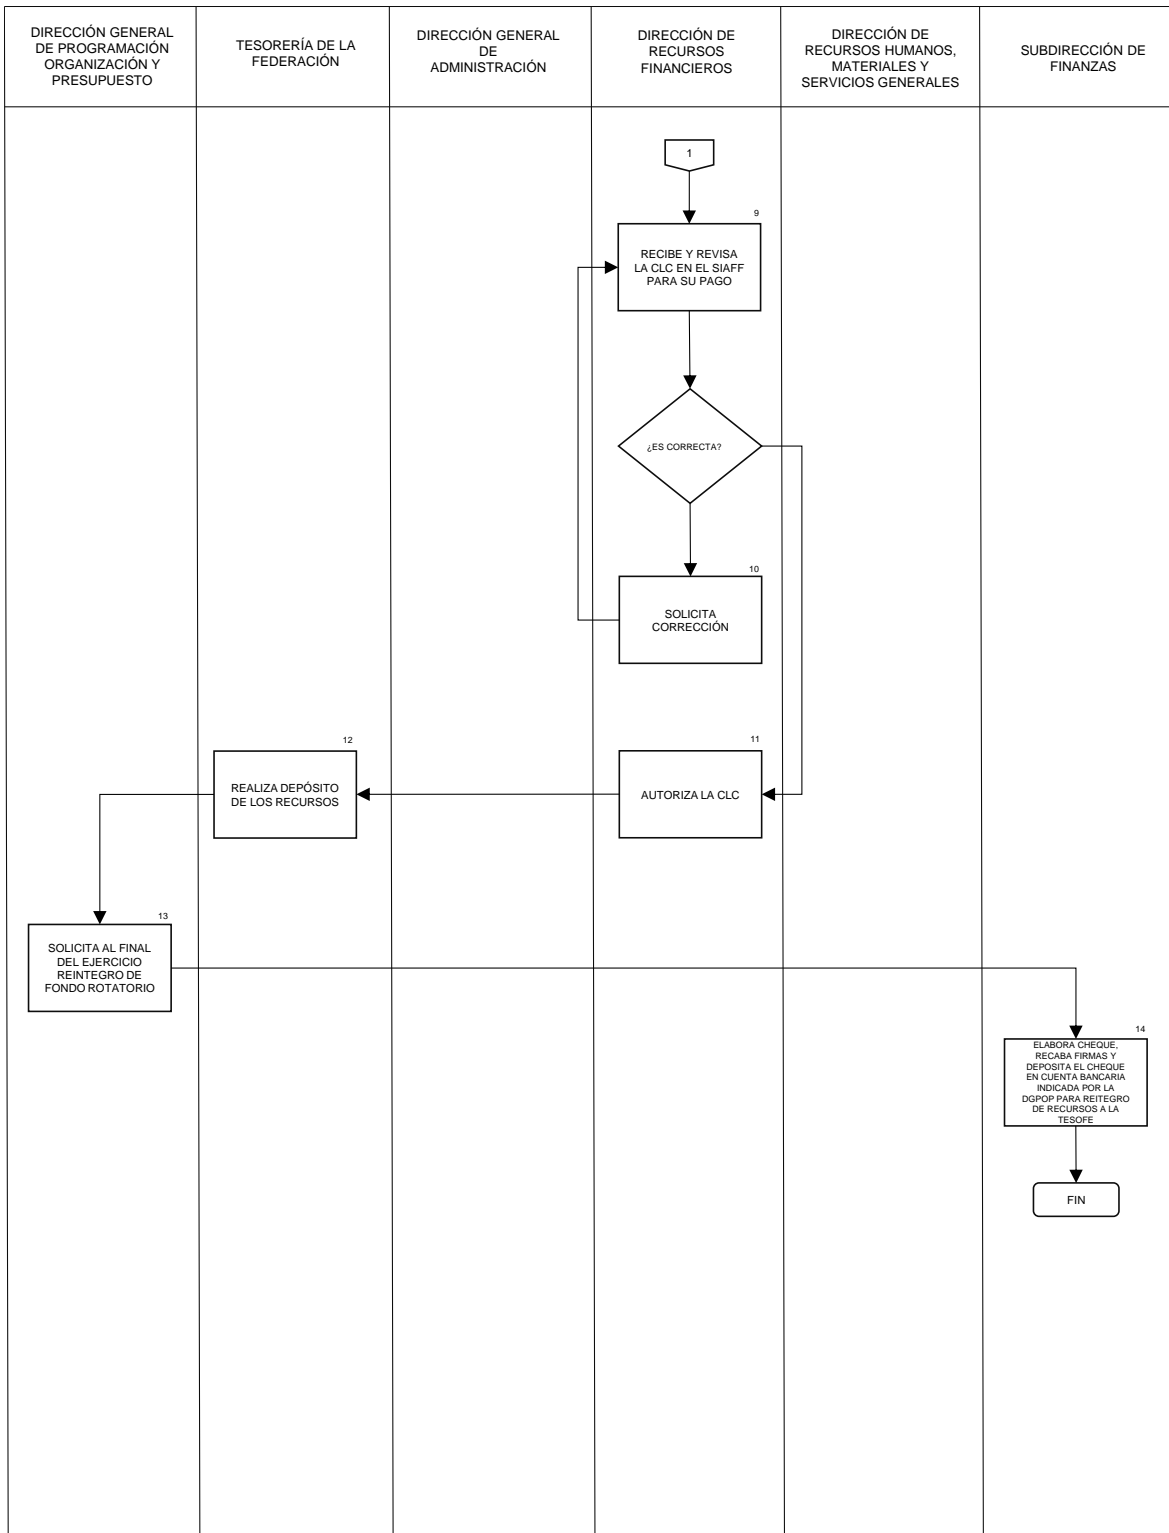 DIRECCIÓN GENERAL
DE PROGRAMACIÓN
ORGANIZACIÓN Y
PRESUPUESTO
TESORERÍA DE LA
FEDERACIÓN
DIRECCIÓN GENERAL
DE
ADMINISTRACIÓN
DIRECCIÓN DE
RECURSOS
FINANCIEROS
DIRECCIÓN DE
RECURSOS HUMANOS,
MATERIALES Y
SERVICIOS GENERALES
SUBDIRECCIÓN DE
FINANZAS
1
9
RECIBE Y REVISA
LA CLC EN EL SIAFF
PARA SU PAGO
¿ES CORRECTA?
10
SOLICITA
CORRECCIÓN
11
AUTORIZA LA CLC
12
REALIZA DEPÓSITO
DE LOS RECURSOS
13
SOLICITA AL FINAL
DEL EJERCICIO
REINTEGRO DE
FONDO ROTATORIO
14
ELABORA CHEQUE,
RECABA FIRMAS Y
DEPOSITA EL CHEQUE
EN CUENTA BANCARIA
INDICADA POR LA
DGPOP PARA REITEGRO
DE RECURSOS A LA
TESOFE
FIN